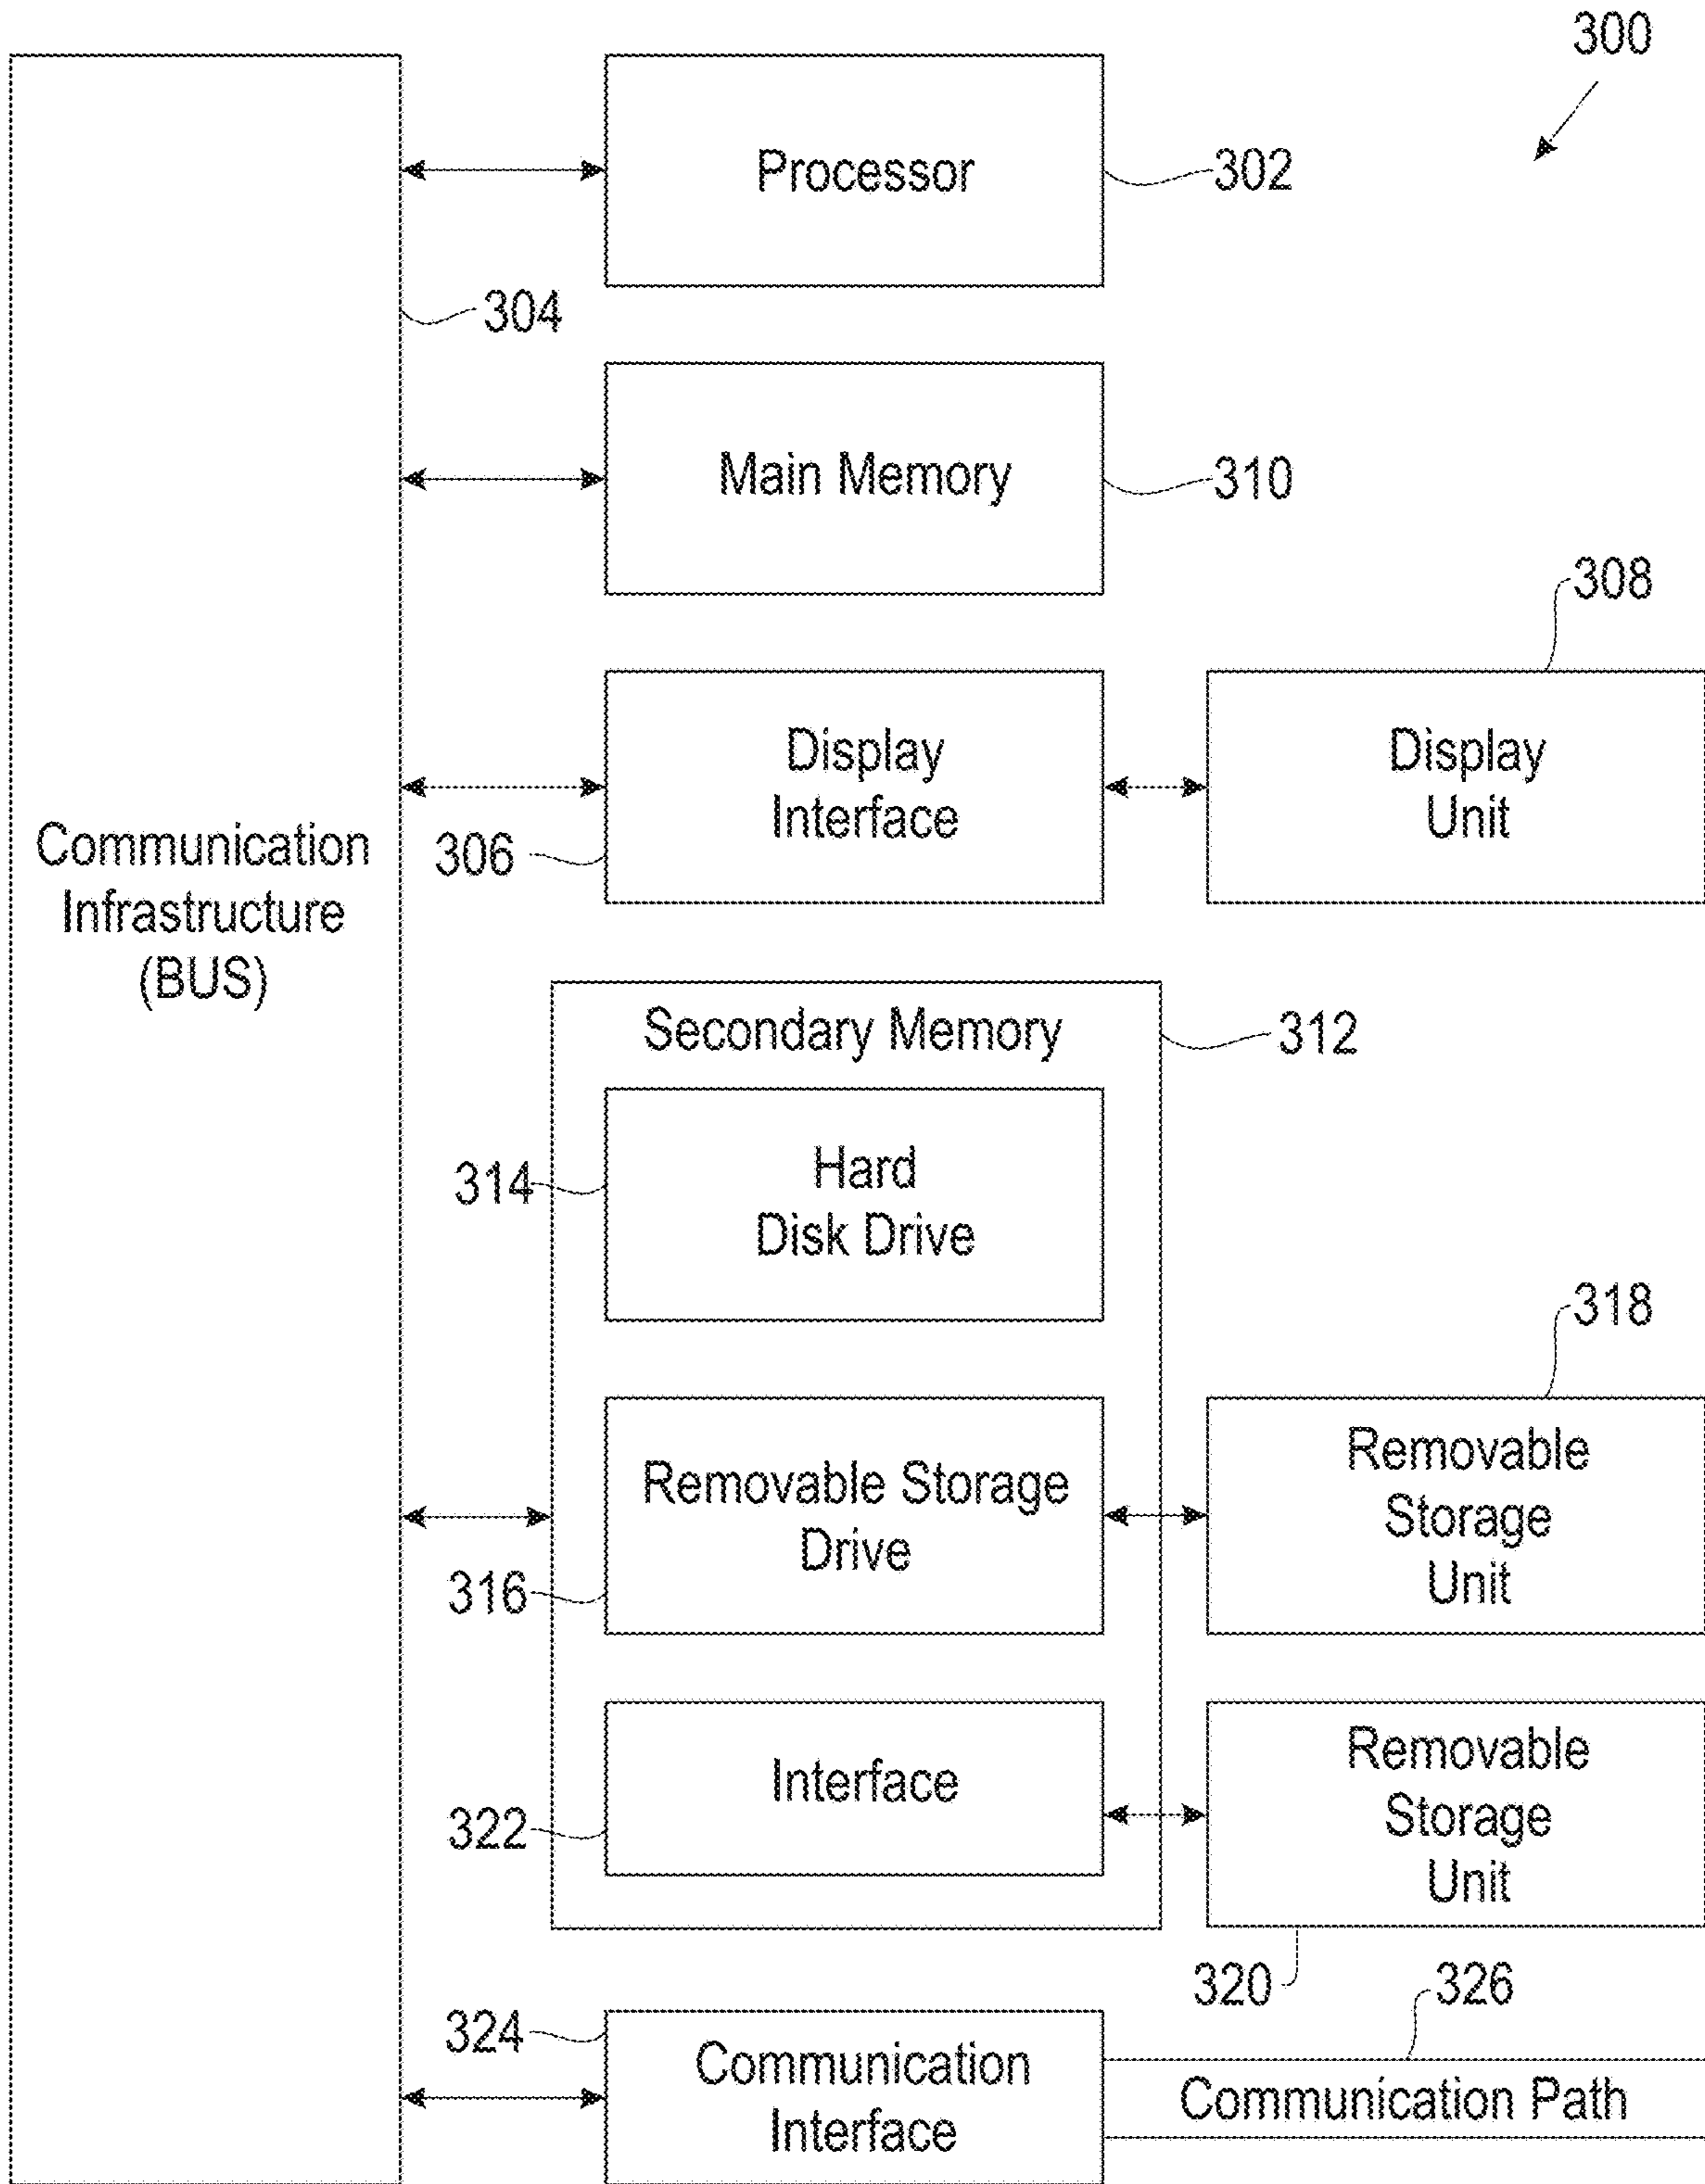 300
Processor
302
304
Main Memory
310
308
Display
Interface
Display
Unit
306
Communication
Infrastructure
(BUS)
Secondary Memory
312
Hard
Disk Drive
314
318
Removable Storage
Drive
316
Removable
Storage
Unit
Interface
322
Removable
Storage
Unit
320
326
324
Communication
Interface
Communication Path